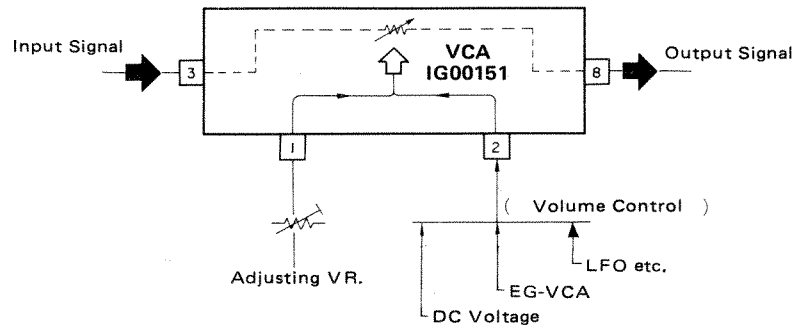 Input Signal
VCA
IG00151
Output Signal
3
8
1
2
( Volume Control )
Adjusting VR.
LFO etc.
EG-VCA
DC Voltage